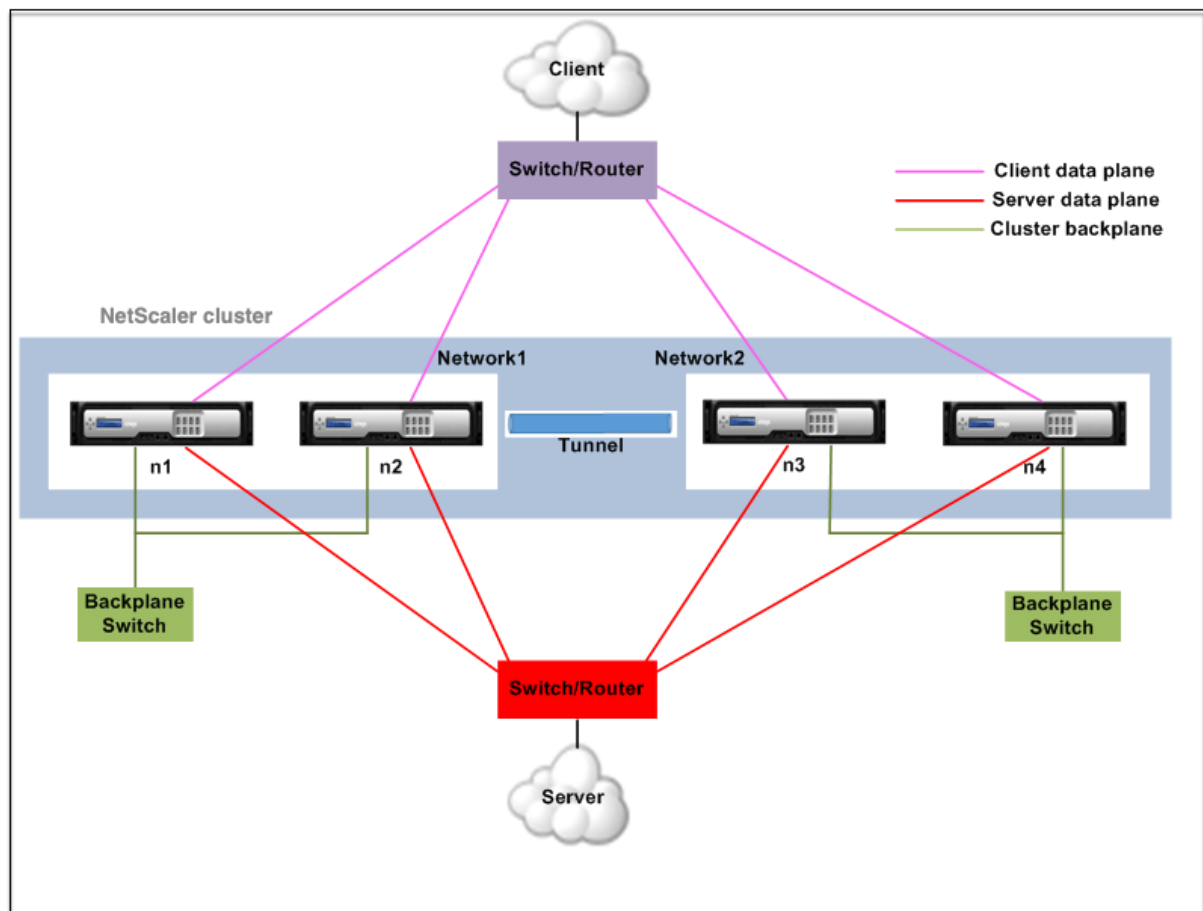 Client
Switch/Router
Client data plane
Server data plane
Cluster backplane
NetScaler cluster
Network1
Network2
Tunnel
n1
n2
n3
n4
Backplane
Switch
Backplane
Switch
Switch/Router
Server